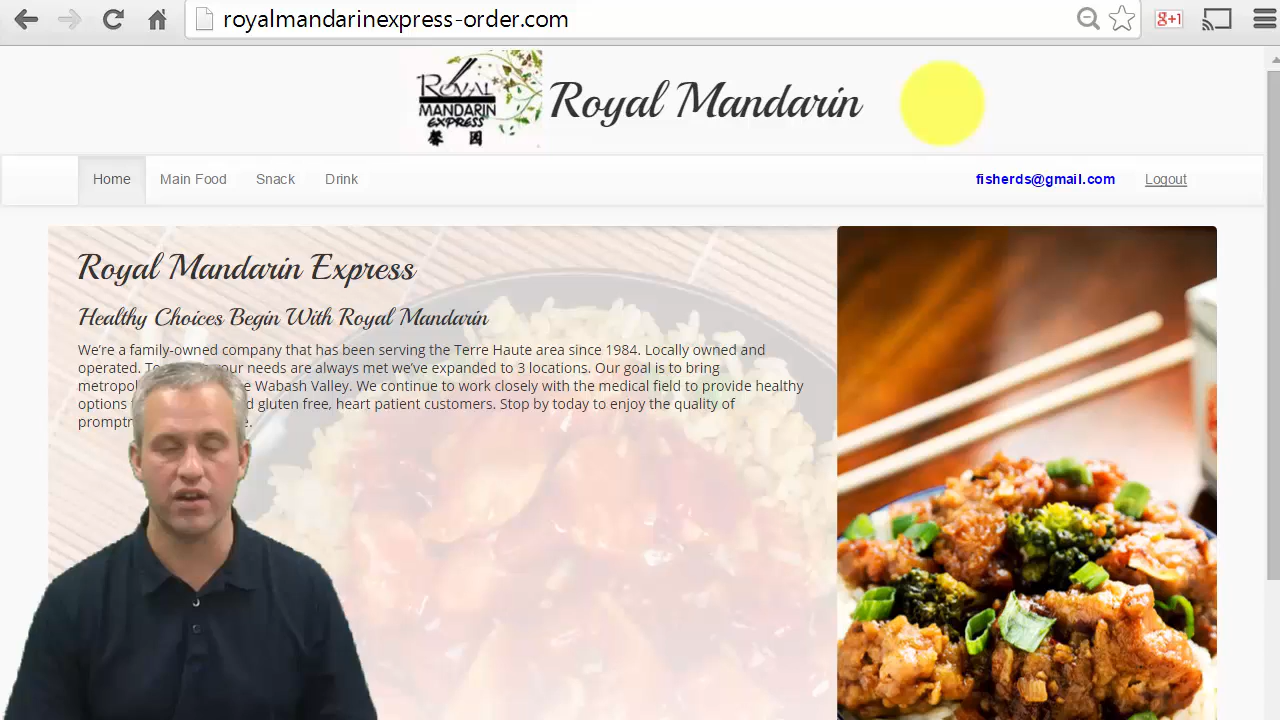 royalmandarinexpress-order.com
g+1
ROYAL
MANDARIN
EXPRESS
Royal Mandarin
Home Main Food Snack Drink fisherds@gmail.com Logout
Royal Mandarin Express
Healthy Choices Begin With Royal Mandarin
We're a family-owned company that has been serving the Terre Haute area since 1984. Locally owned and
operated. your needs are always met we've expanded to 3 locations. Our goal is to bring
Wabash Valley. We continue to work closely with the medical field to provide healthy
options gluten free, heart patient customers. Stop by today to enjoy the quality of